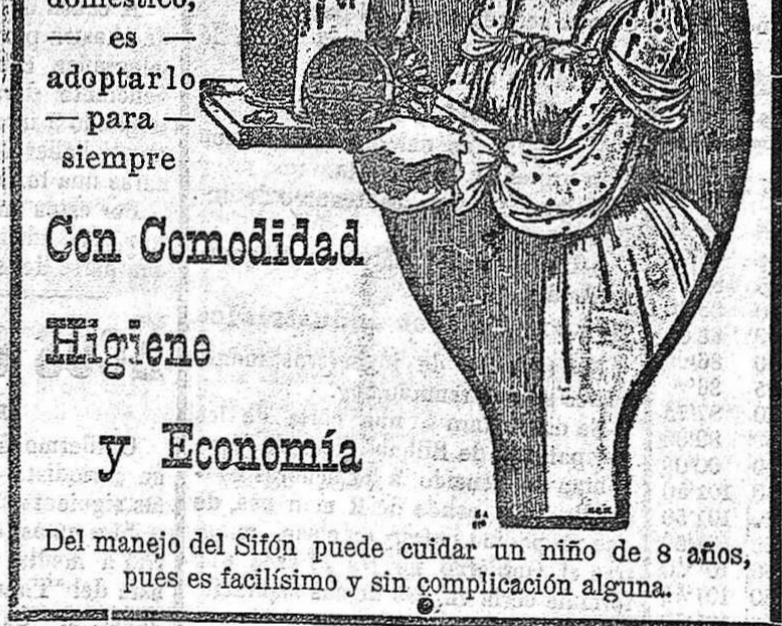 doméstico,
— es —
adoptarlo
— para —
siempre
Con Comodidad
Higiene
y Economía
Del manejo del Sifón puede cuidar un niño de 8 años,
pues es facilísimo y sin complicación alguna.